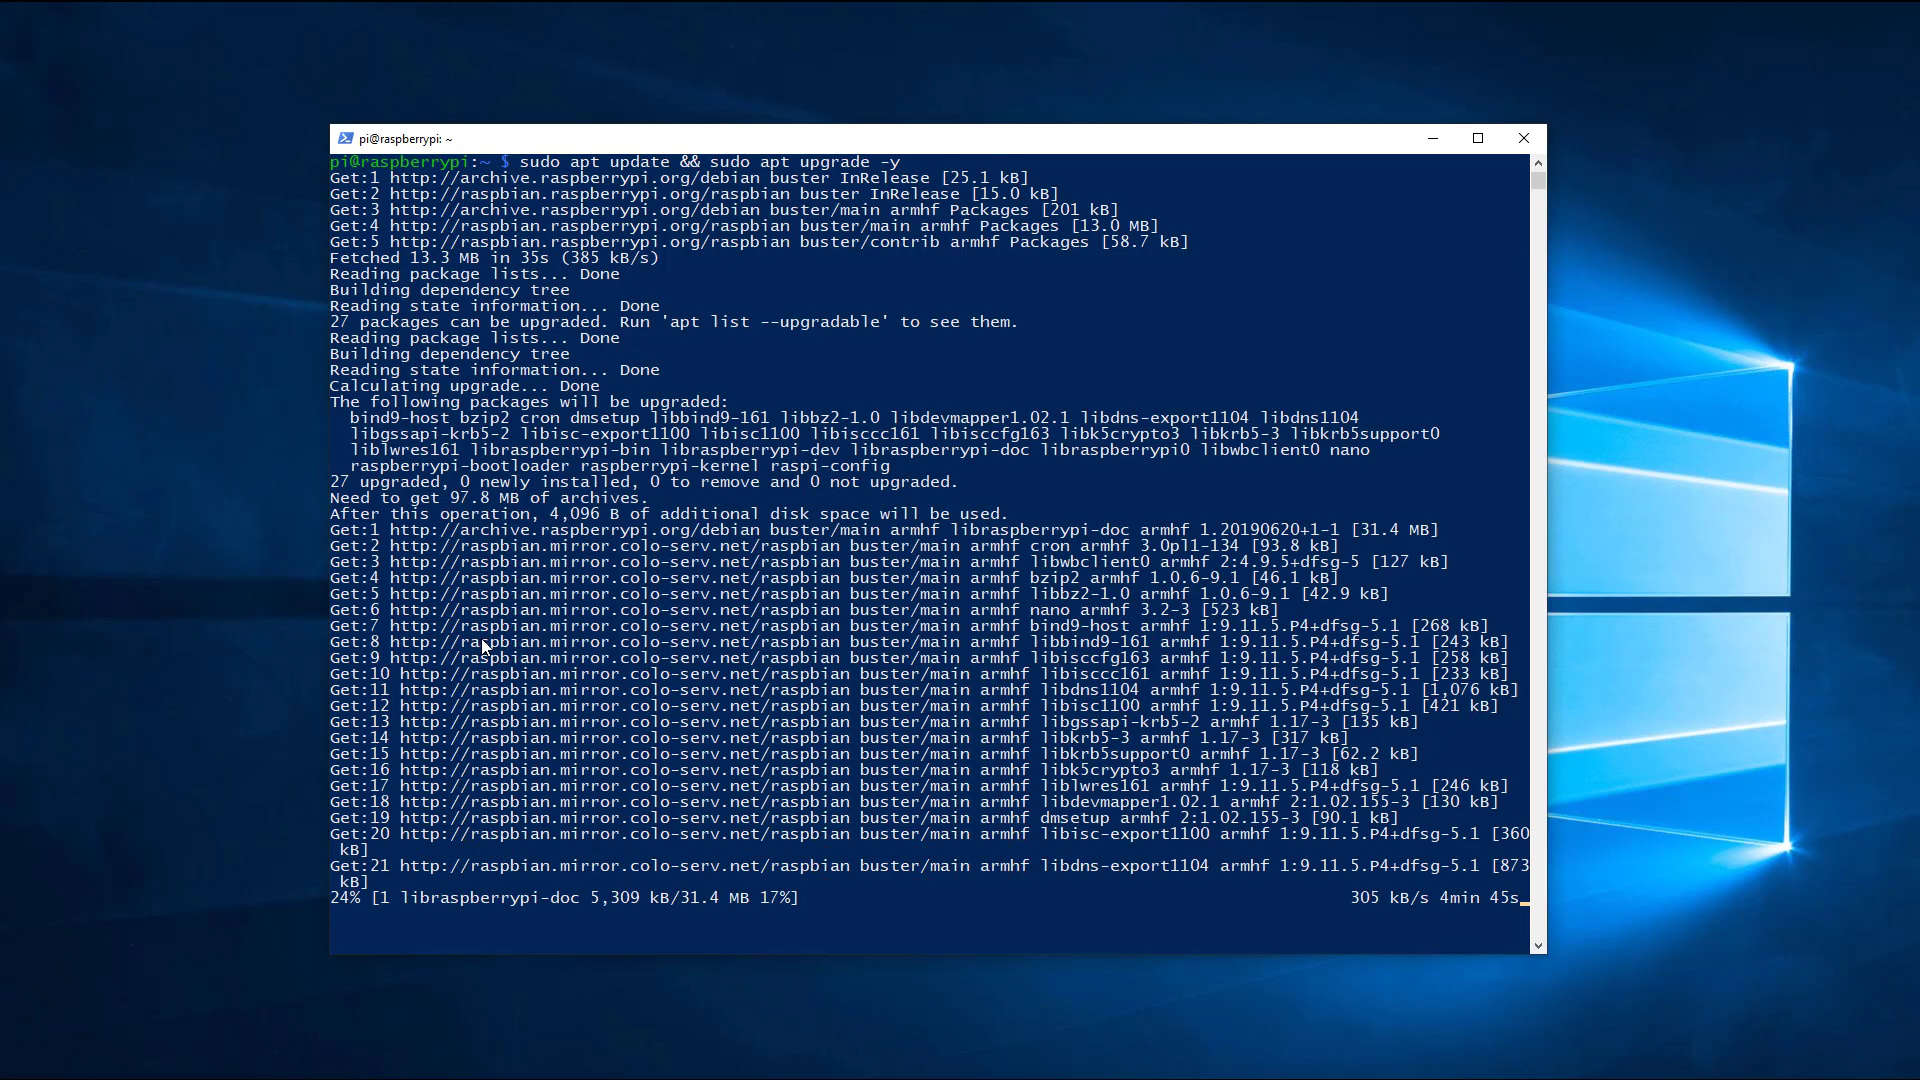 pi@raspberrypi: ~
pi@raspberrypi:~ $ sudo apt update && sudo apt upgrade -y
Get:1 http://archive.raspberrypi.org/debian buster InRelease [25.1 kB]
Get:2 http://raspbian.raspberrypi.org/raspbian buster InRelease [15.0 kB]
Get:3 http://archive.raspberrypi.org/debian buster/main armhf Packages [201 kB]
Get:4 http://raspbian.raspberrypi.org/raspbian buster/main armhf Packages [13.0 MB]
Get:5 http://raspbian.raspberrypi.org/raspbian buster/contrib armhf Packages [58.7 kB]
Fetched 13.3 MB in 35s (385 kB/s)
Reading package lists... Done
Building dependency tree
Reading state information... Done
27 packages can be upgraded. Run 'apt list --upgradable' to see them.
Reading package lists... Done
Building dependency tree
Reading state information... Done
Calculating upgrade... Done
The following packages will be upgraded:
bind9-host bzip2 cron dmsetup libbind9-161 libbz2-1.0 libdevmapper1.02.1 libdns-export1104 libdns1104
libgssapi-krb5-2 libisc-export1100 libisc1100 libisccc161 libisccfg163 libk5crypto3 libkrb5-3 libkrb5support0
liblwres161 libraspberrypi-bin libraspberrypi-dev libraspberrypi-doc libraspberrypi0 libwbclient0 nano
raspberrypi-bootloader raspberrypi-kernel raspi-config
27 upgraded, 0 newly installed, 0 to remove and 0 not upgraded.
Need to get 97.8 MB of archives.
After this operation, 4,096 B of additional disk space will be used.
Get:1 http://archive.raspberrypi.org/debian buster/main armhf libraspberrypi-doc armhf 1.20190620+1-1 [31.4 MB]
Get:2 http://raspbian.mirror.colo-serv.net/raspbian buster/main armhf cron armhf 3.0pl1-134 [93.8 kB]
Get:3 http://raspbian.mirror.colo-serv.net/raspbian buster/main armhf libwbclient0 armhf 2:4.9.5+dfsg-5 [127 kB]
Get:4 http://raspbian.mirror.colo-serv.net/raspbian buster/main armhf bzip2 armhf 1.0.6-9.1 [46.1 kB]
Get:5 http://raspbian.mirror.colo-serv.net/raspbian buster/main armhf libbz2-1.0 armhf 1.0.6-9.1 [42.9 kB]
Get:6 http://raspbian.mirror.colo-serv.net/raspbian buster/main armhf nano armhf 3.2-3 [523 kB]
Get:7 http://raspbian.mirror.colo-serv.net/raspbian buster/main armhf bind9-host armhf 1:9.11.5.P4+dfsg-5.1 [268 kB]
Get:8 http://raspbian.mirror.colo-serv.net/raspbian buster/main armhf libbind9-161 armhf 1:9.11.5.P4+dfsg-5.1 [243 kB]
Get:9 http://raspbian.mirror.colo-serv.net/raspbian buster/main armhf libisccfg163 armhf 1:9.11.5.P4+dfsg-5.1 [258 kB]
Get:10 http://raspbian.mirror.colo-serv.net/raspbian buster/main armhf libisccc161 armhf 1:9.11.5.P4+dfsg-5.1 [233 kB]
Get:11 http://raspbian.mirror.colo-serv.net/raspbian buster/main armhf libdns1104 armhf 1:9.11.5.P4+dfsg-5.1 [1,076 kB]
Get:12 http://raspbian.mirror.colo-serv.net/raspbian buster/main armhf libisc1100 armhf 1:9.11.5.P4+dfsg-5.1 [421 kB]
Get:13 http://raspbian.mirror.colo-serv.net/raspbian buster/main armhf libgssapi-krb5-2 armhf 1.17-3 [135 kB]
Get:14 http://raspbian.mirror.colo-serv.net/raspbian buster/main armhf libkrb5-3 armhf 1.17-3 [317 kB]
Get:15 http://raspbian.mirror.colo-serv.net/raspbian buster/main armhf libkrb5support0 armhf 1.17-3 [62.2 kB]
Get:16 http://raspbian.mirror.colo-serv.net/raspbian buster/main armhf libk5crypto3 armhf 1.17-3 [118 kB]
Get:17 http://raspbian.mirror.colo-serv.net/raspbian buster/main armhf liblwres161 armhf 1:9.11.5.P4+dfsg-5.1 [246 kB]
Get:18 http://raspbian.mirror.colo-serv.net/raspbian buster/main armhf libdevmapper1.02.1 armhf 2:1.02.155-3 [130 kB]
Get:19 http://raspbian.mirror.colo-serv.net/raspbian buster/main armhf dmsetup armhf 2:1.02.155-3 [90.1 kB]
Get:20 http://raspbian.mirror.colo-serv.net/raspbian buster/main armhf libisc-export1100 armhf 1:9.11.5.P4+dfsg-5.1 [360
kB]
Get:21 http://raspbian.mirror.colo-serv.net/raspbian buster/main armhf libdns-export1104 armhf 1:9.11.5.P4+dfsg-5.1 [873
kB]
24% [1 libraspberrypi-doc 5,309 kB/31.4 MB 17%] 305 kB/s 4min 45s